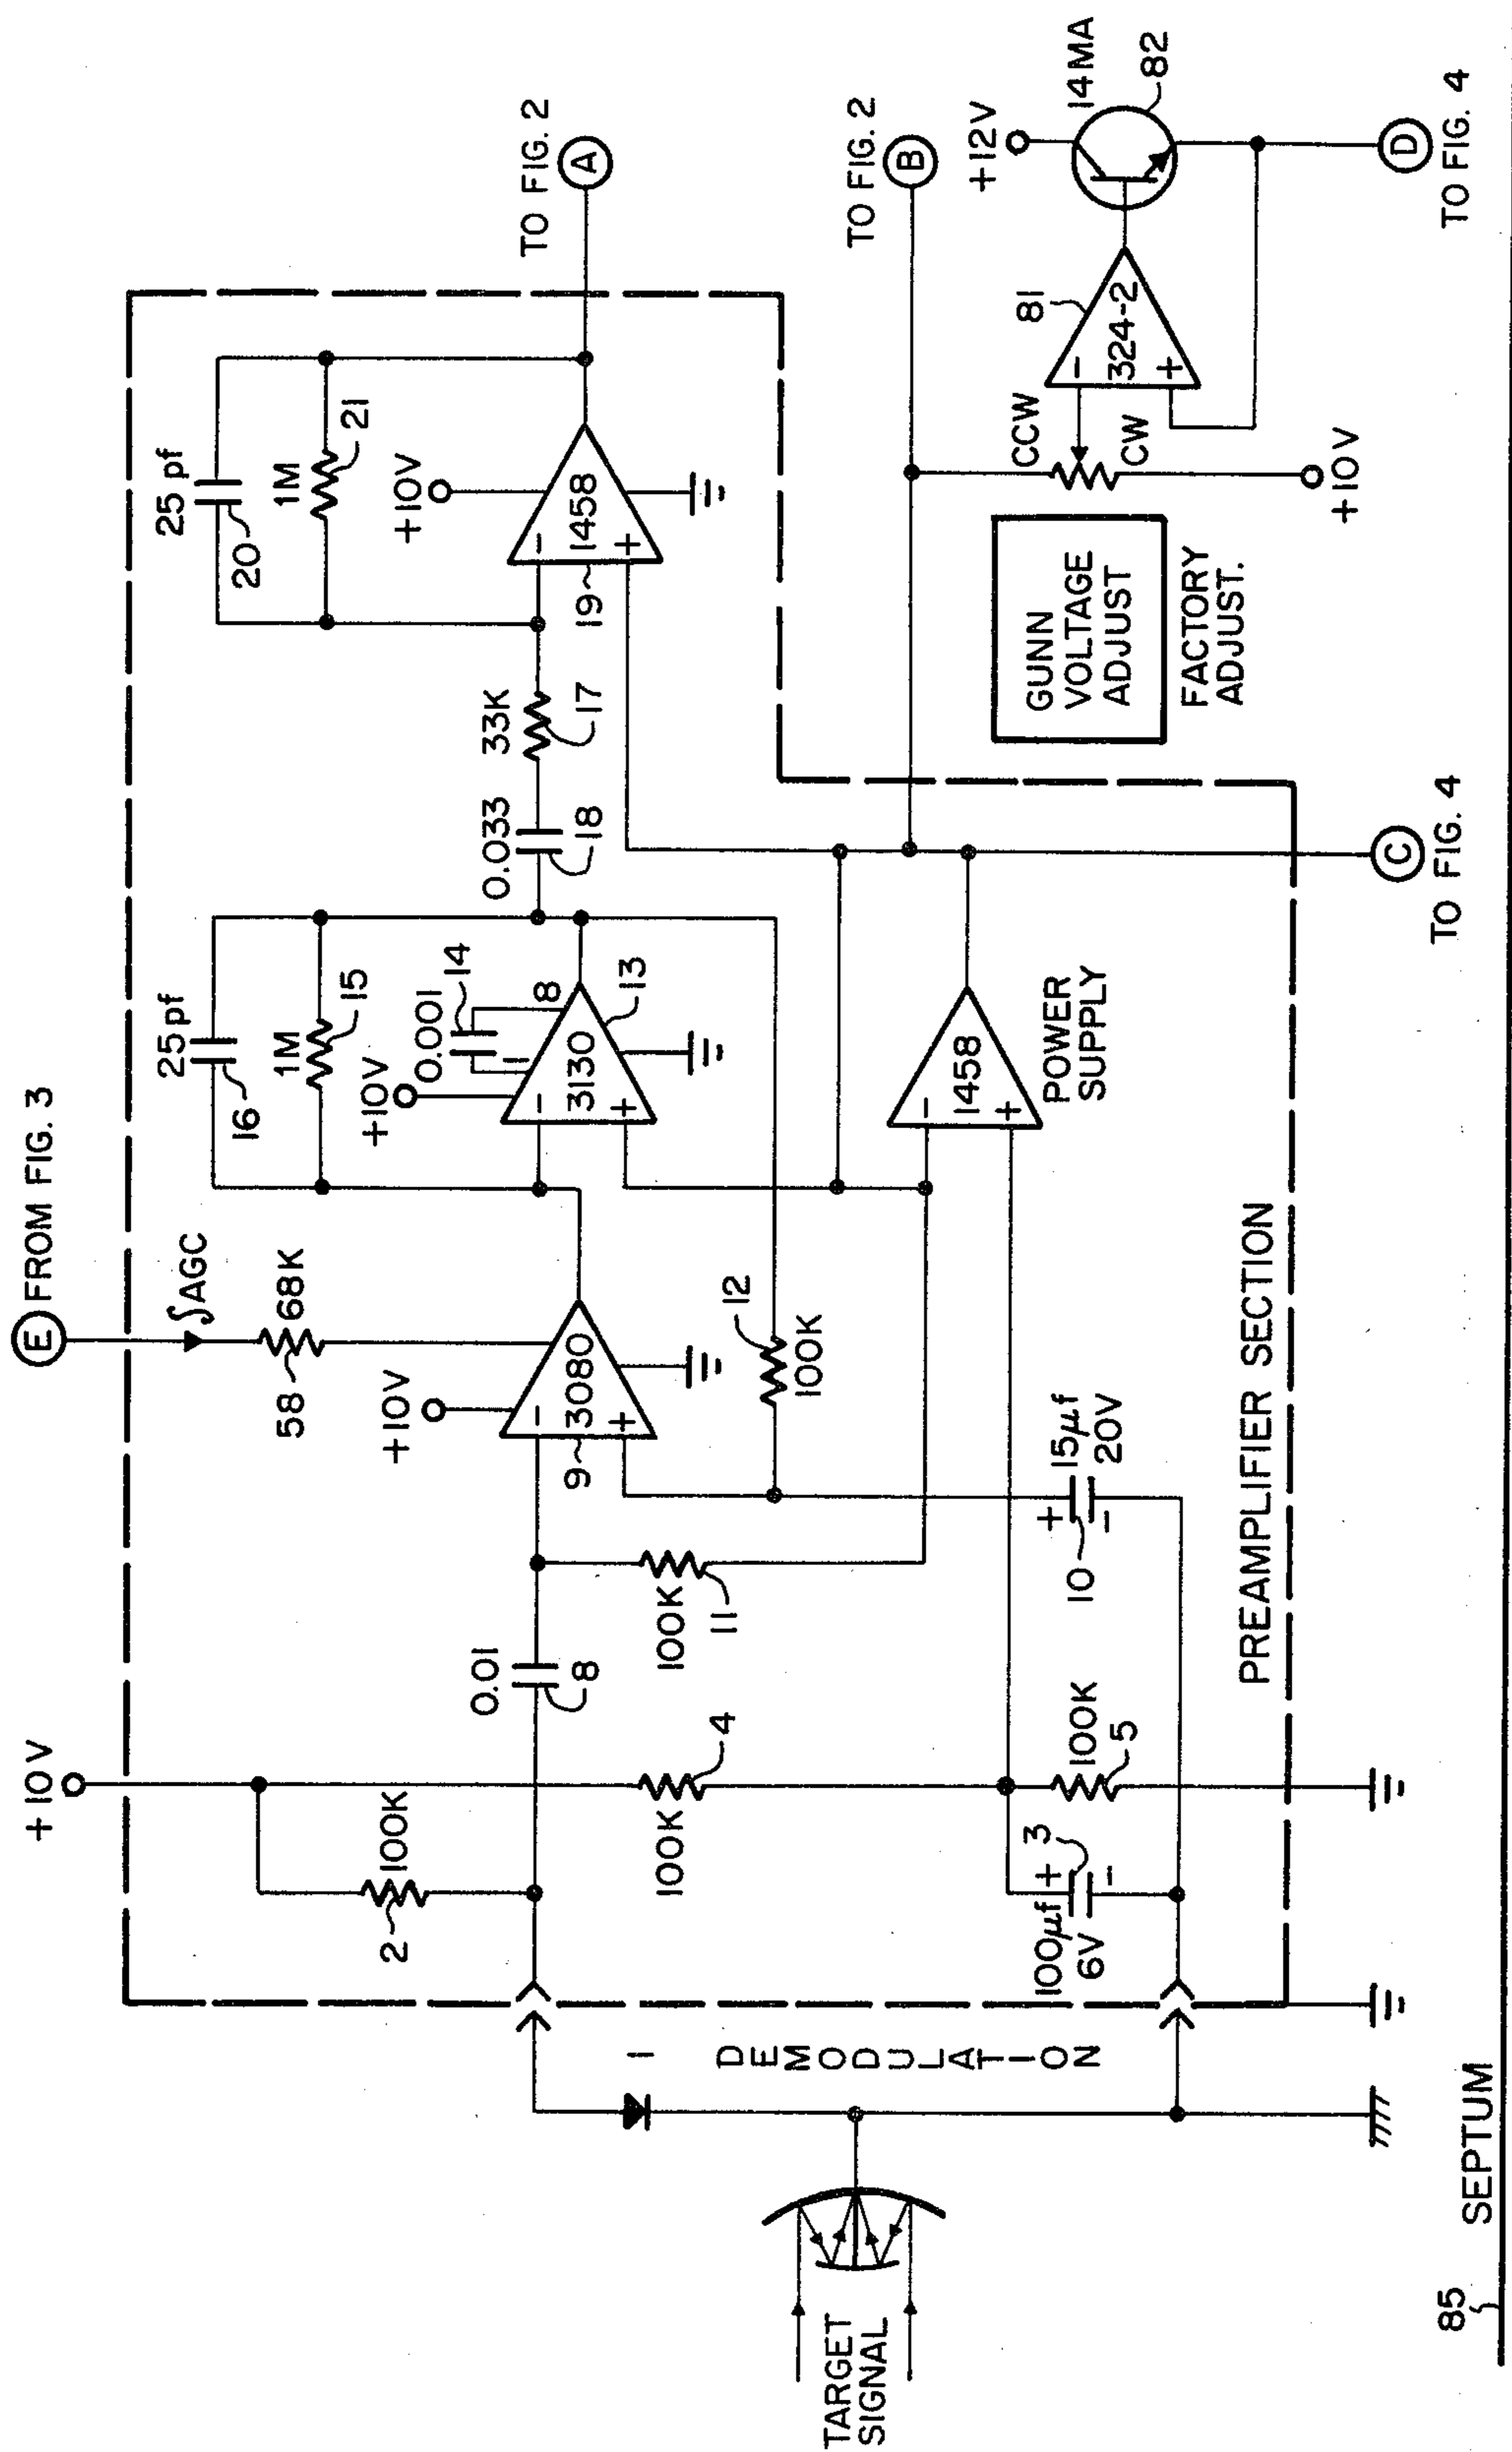 E FROM FIG. 3
+10V
AGC
58
68K
25 pf
16
1M
15
25 pf
20
1M
21
2
100K
+10V
+10V
0.001
14
1
8
+10V
TO FIG. 2
A
0.01
8
9
-
3080
+
-
3130
+
13
0.033
18
33K
17
19
-
1458
+
1
DEMODULATION
100K
4
100K
11
12
100K
TO FIG. 2
B
TARGET
SIGNAL
-
1458
+
POWER
SUPPLY
GUNN
VOLTAGE
ADJUST
FACTORY
ADJUST.
CCW
CW
+10V
81
-
324-2
+
+12V
14MA
82
100µf
6V
+
-
3
100K
5
10
+
-
15µf
20V
PREAMPLIFIER SECTION
C
TO FIG. 4
D
TO FIG. 4
85
SEPTUM